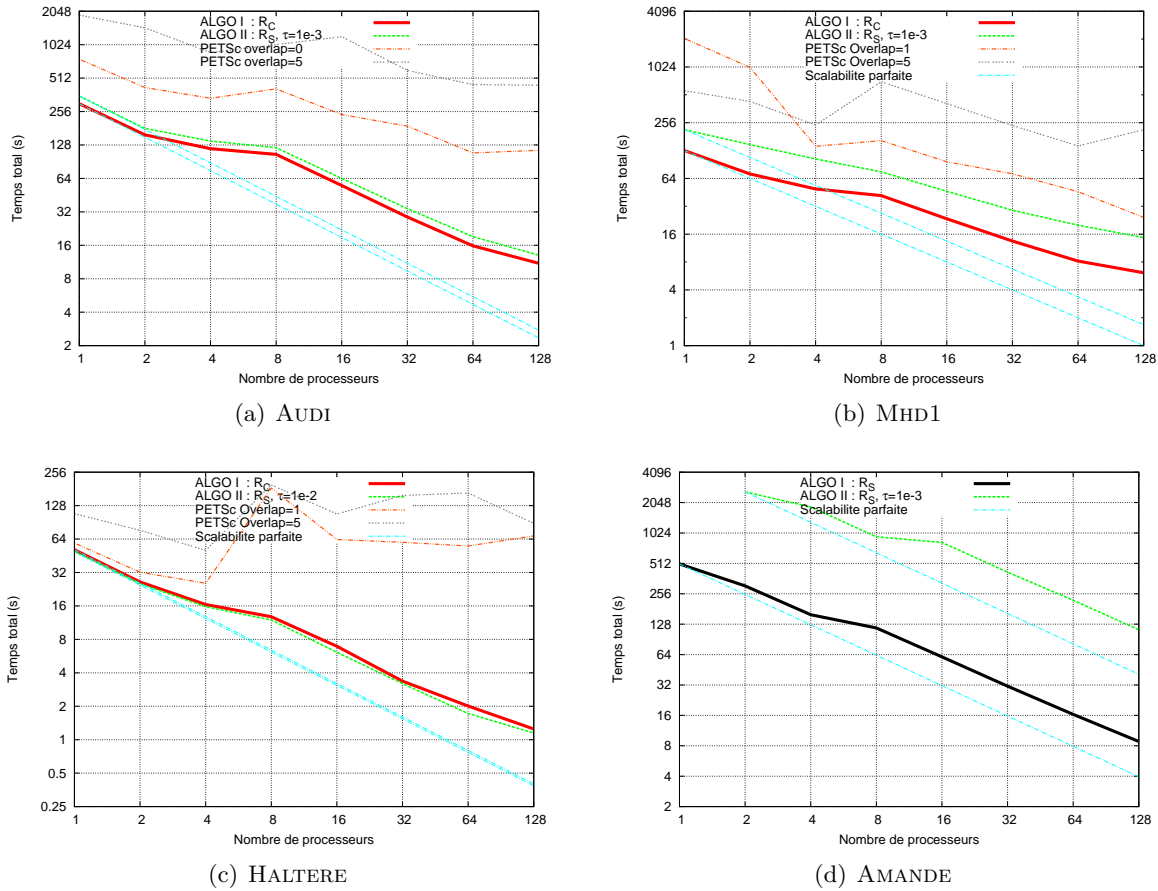 2048
1024
512
256
128
64
32
16
8
4
2
Temps total (s)
ALGO I : R_C
ALGO II : R_S, τ=1e-3
PETSc overlap=0
PETSc overlap=5
Scalabilite parfaite
1 2 4 8 16 32 64 128
Nombre de processeurs
(a) AUDI
4096
1024
256
64
16
4
1
Temps total (s)
ALGO I : R_C
ALGO II : R_S, τ=1e-3
PETSc Overlap=1
PETSc overlap=5
Scalabilite parfaite
1 2 4 8 16 32 64 128
Nombre de processeurs
(b) MHD1
256
128
64
32
16
8
4
2
1
0.5
0.25
Temps total (s)
ALGO I : R_C
ALGO II : R_S, τ=1e-2
PETSc Overlap=1
PETSc Overlap=5
Scalabilite parfaite
1 2 4 8 16 32 64 128
Nombre de processeurs
(c) HALTERE
4096
2048
1024
512
256
128
64
32
16
8
4
2
Temps total (s)
ALGO I : R_S
ALGO II : R_S, τ=1e-3
Scalabilite parfaite
1 2 4 8 16 32 64 128
Nombre de processeurs
(d) AMANDE